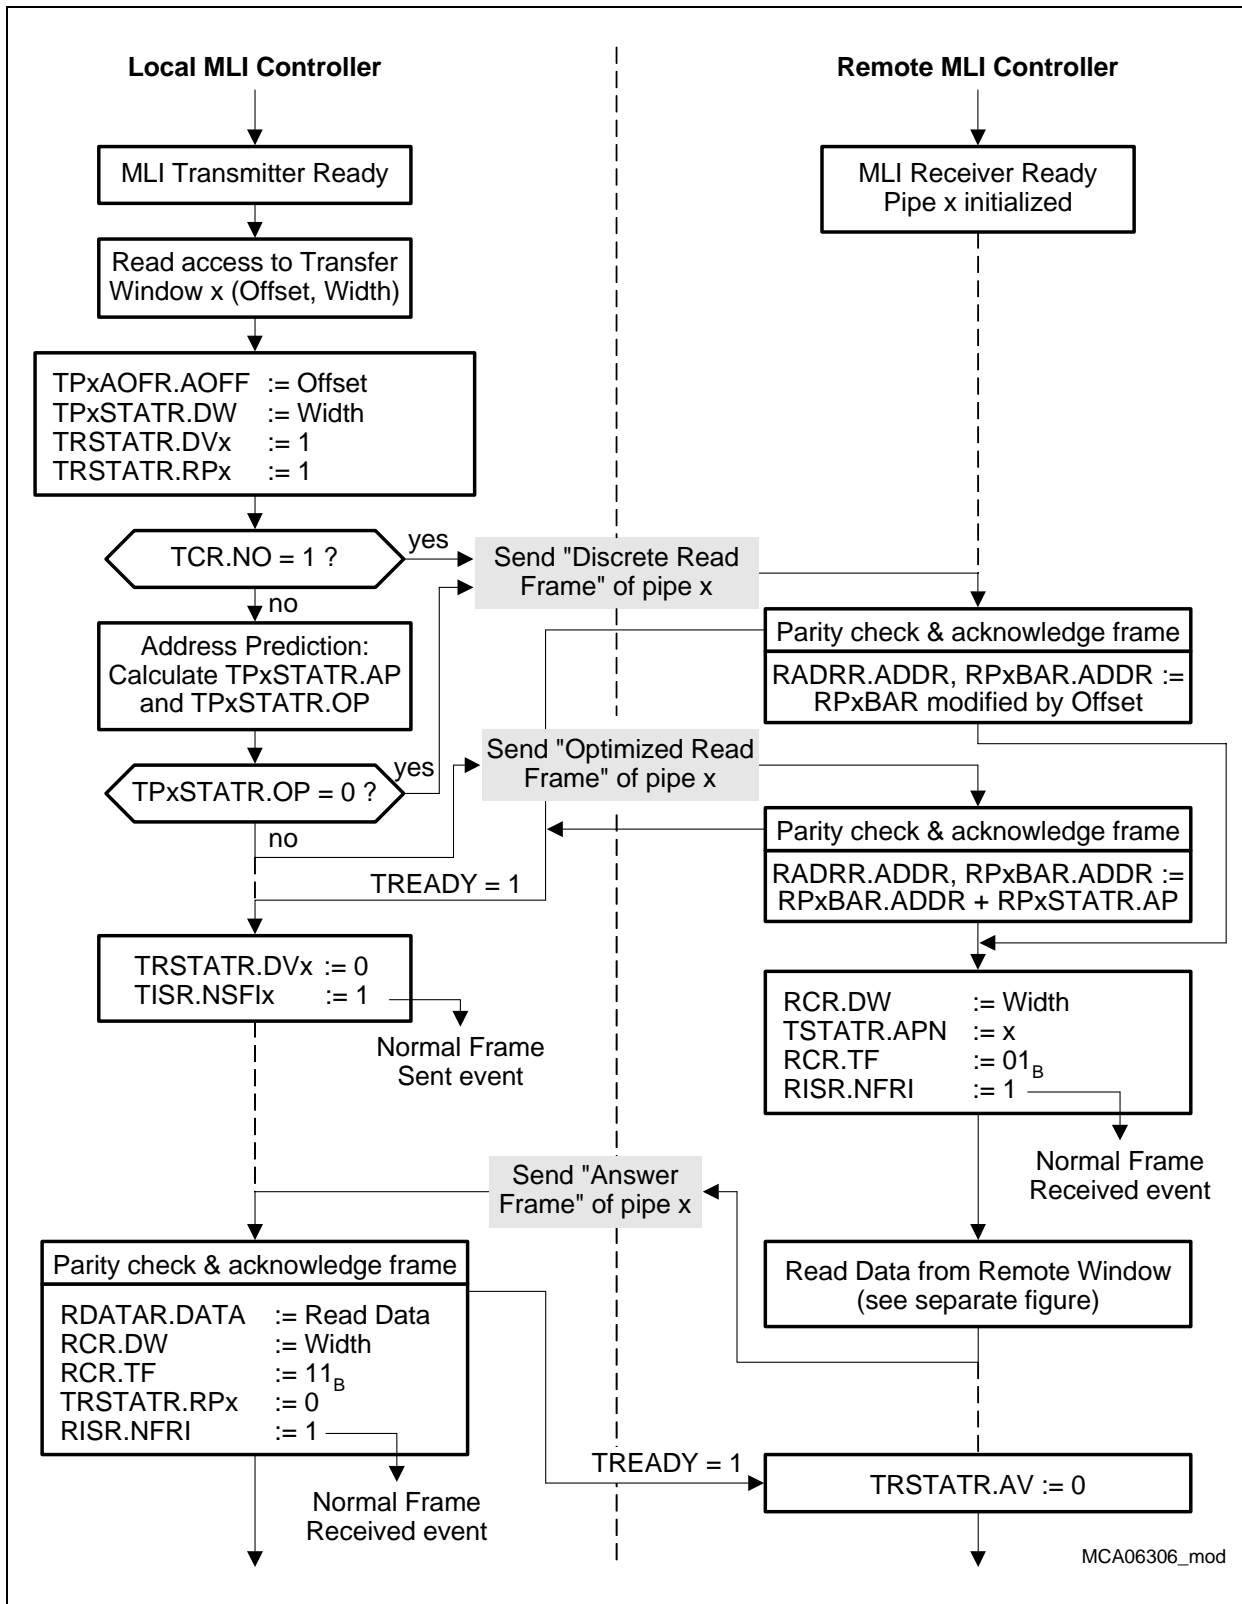 Local MLI Controller
Remote MLI Controller
MLI Transmitter Ready
MLI Receiver Ready
Pipe x initialized
Read access to Transfer
Window x (Offset, Width)
TPxAOFR.AOFF := Offset
TPxSTATR.DW := Width
TRSTATR.DVx := 1
TRSTATR.RPx := 1
TCR.NO = 1 ?
yes
Send "Discrete Read
Frame" of pipe x
no
Parity check & acknowledge frame
RADRR.ADDR, RPxBAR.ADDR :=
RPxBAR modified by Offset
Address Prediction:
Calculate TPxSTATR.AP
and TPxSTATR.OP
Send "Optimized Read
Frame" of pipe x
TPxSTATR.OP = 0 ?
yes
no
Parity check & acknowledge frame
RADRR.ADDR, RPxBAR.ADDR :=
RPxBAR.ADDR + RPxSTATR.AP
TREADY = 1
TRSTATR.DVx := 0
TISR.NSFIx := 1
Normal Frame
Sent event
RCR.DW := Width
TSTATR.APN := x
RCR.TF := 01B
RISR.NFRI := 1
Normal Frame
Received event
Send "Answer
Frame" of pipe x
Parity check & acknowledge frame
RDATAR.DATA := Read Data
RCR.DW := Width
RCR.TF := 11B
TRSTATR.RPx := 0
RISR.NFRI := 1
Read Data from Remote Window
(see separate figure)
Normal Frame
Received event
TREADY = 1
TRSTATR.AV := 0
MCA06306_mod